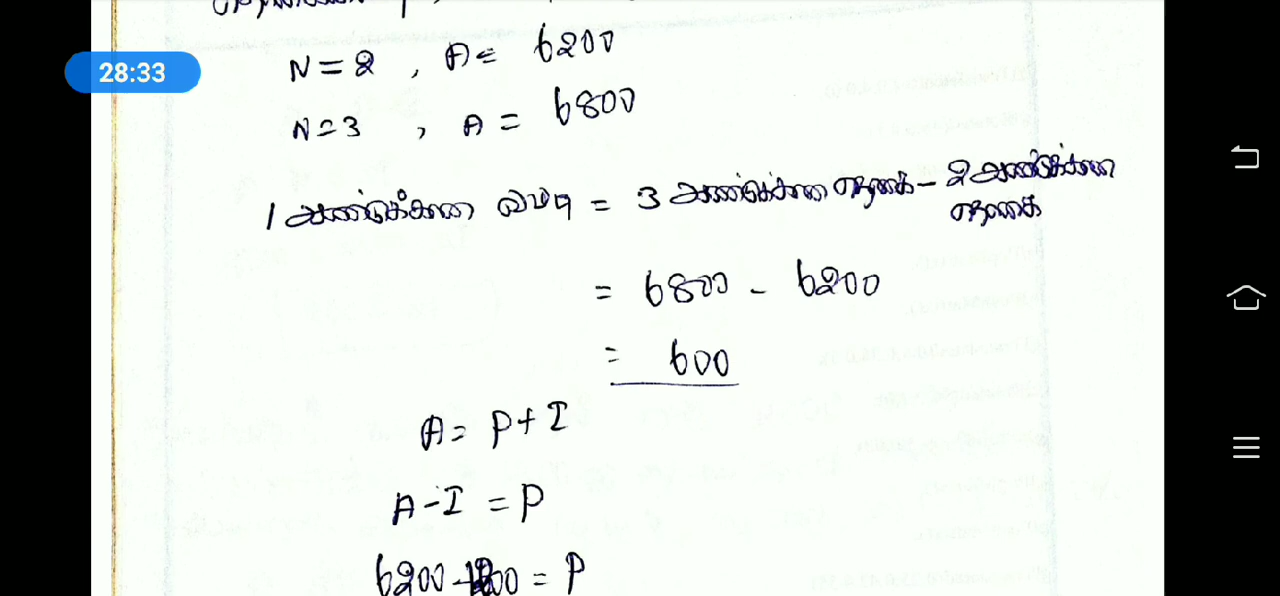 28:33
N = 2 , A = 6200
N = 3 , A = 6800
1 ஆண்டுக்கான வட்டி = 3 ஆண்டுக்கான தொகை - 2 ஆண்டுக்கான
தொகை
= 6800 - 6200
= 600
A = P + I
A - I = P
6200 - 1200 = P